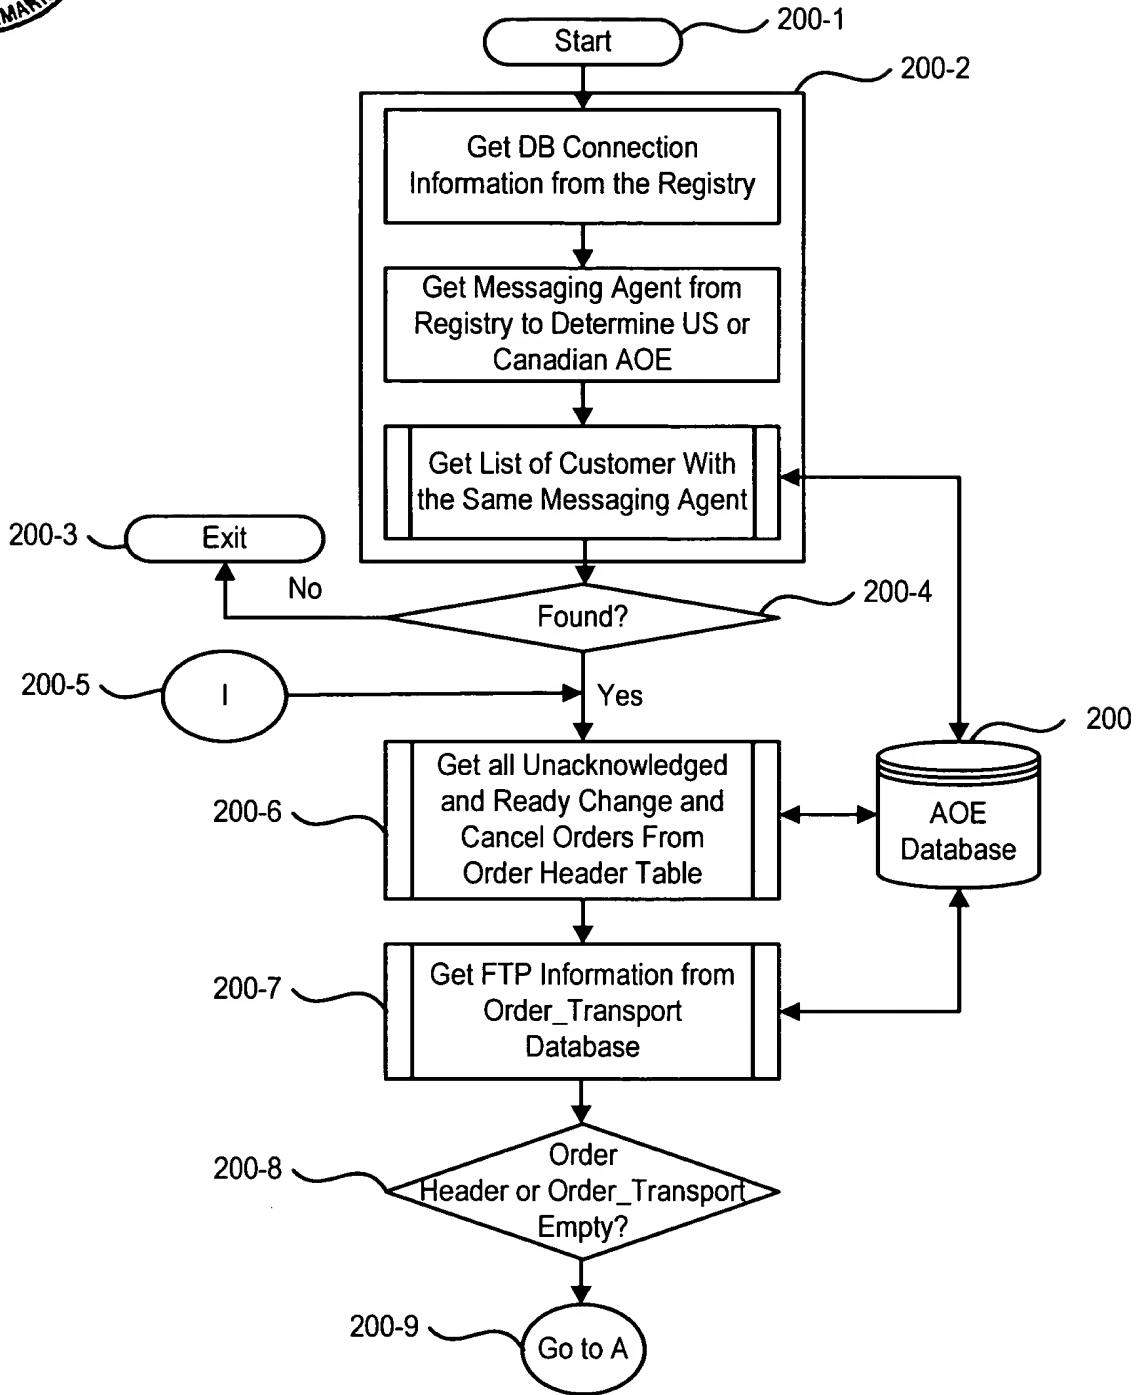 200-1
Start
200-2
Get DB Connection
Information from the Registry
Get Messaging Agent from
Registry to Determine US or
Canadian AOE
Get List of Customer With
the Same Messaging Agent
200-3
Exit
No
Found?
200-4
200-5
I
Yes
200
200-6
Get all Unacknowledged
and Ready Change and
Cancel Orders From
Order Header Table
AOE
Database
200-7
Get FTP Information from
Order_Transport
Database
200-8
Order
Header or Order_Transport
Empty?
200-9
Go to A